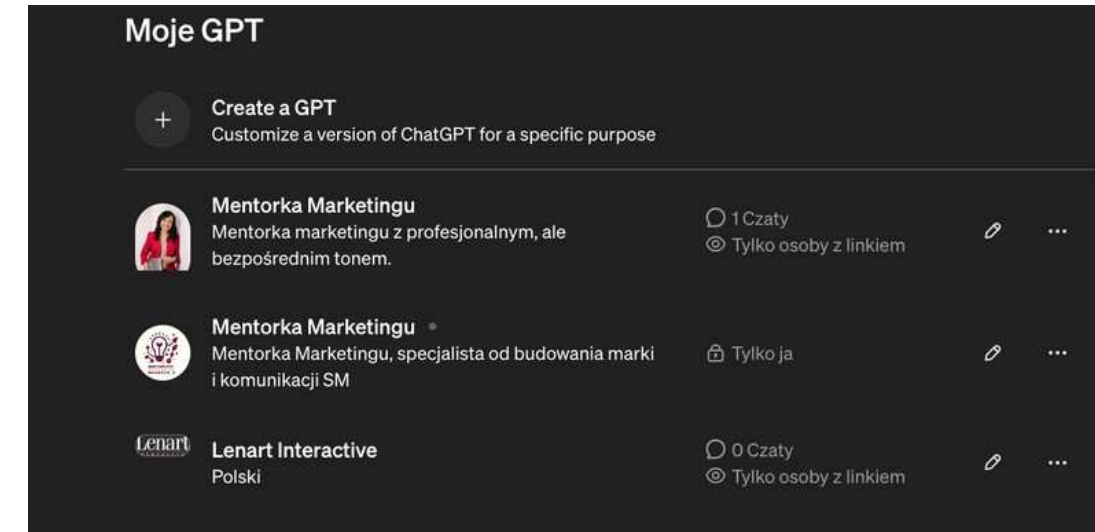 Moje GPT
Create a GPT
Customize a version of ChatGPT for a specific purpose
Mentorka Marketingu
Mentorka marketingu z profesjonalnym, ale
bezpośrednim tonem.
1 Czaty
Tylko osoby z linkiem
Mentorka Marketingu
Mentorka Marketingu, specjalista od budowania marki
i komunikacji SM
Tylko ja
Lenart
Lenart Interactive
Polski
0 Czaty
Tylko osoby z linkiem